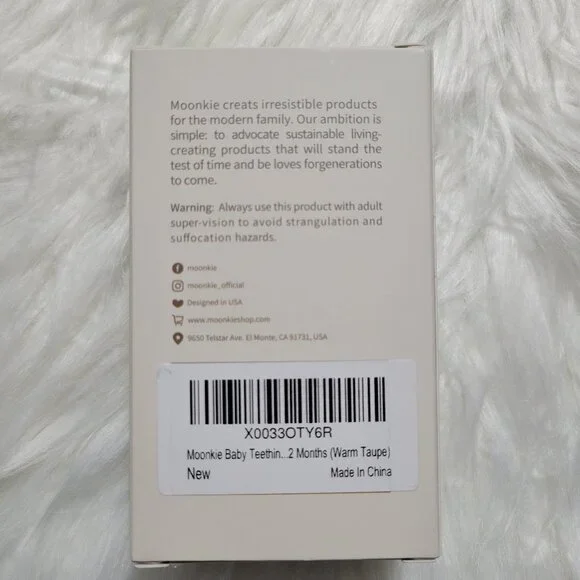 Moonkie creats irresistible products
for the modern family. Our ambition is
simple: to advocate sustainable living-
creating products that will stand the
test of time and be loves forgenerations
to come.
Warning: Always use this product with adult
super-vision to avoid strangulation and
suffocation hazards.
moonkie
moonkie_official
Designed in USA
www.moonkieshop.com
9650 Telstar Ave. El Monte, CA 91731, USA
X0033OTY6R
Moonkie Baby Teethin...2 Months (Warm Taupe)
New Made In China